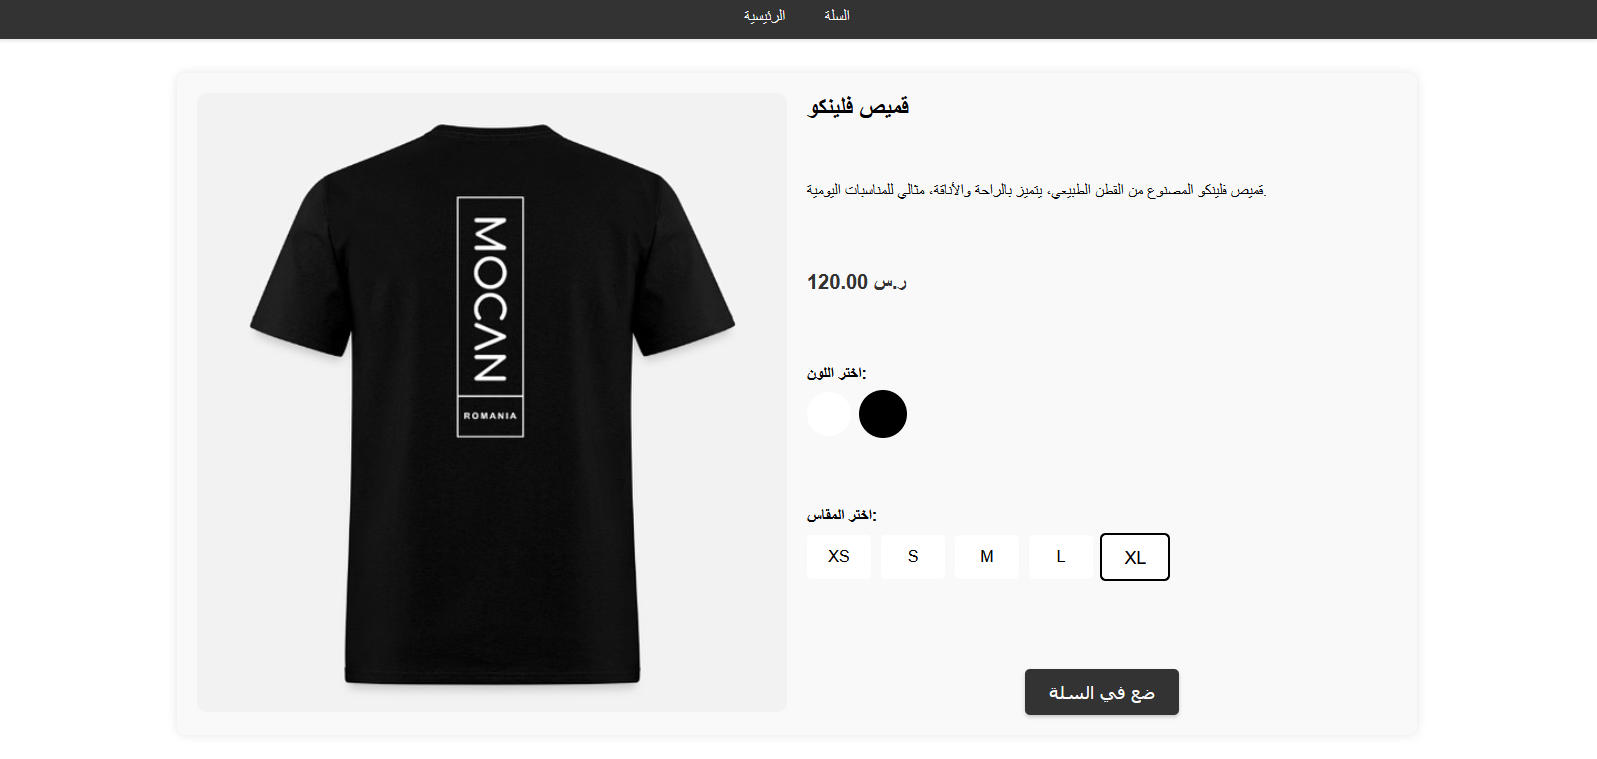 الرئيسية
السلة
MOCAN
ROMANIA
قميص فلينكو
قميص فلينكو المصنوع من القطن الطبيعي، يتميز بالراحة والأناقة، مثالي للمناسبات اليومية.
120.00 ر.س
اختر اللون:
اختر المقاس:
XS S M L XL
ضع في السلة